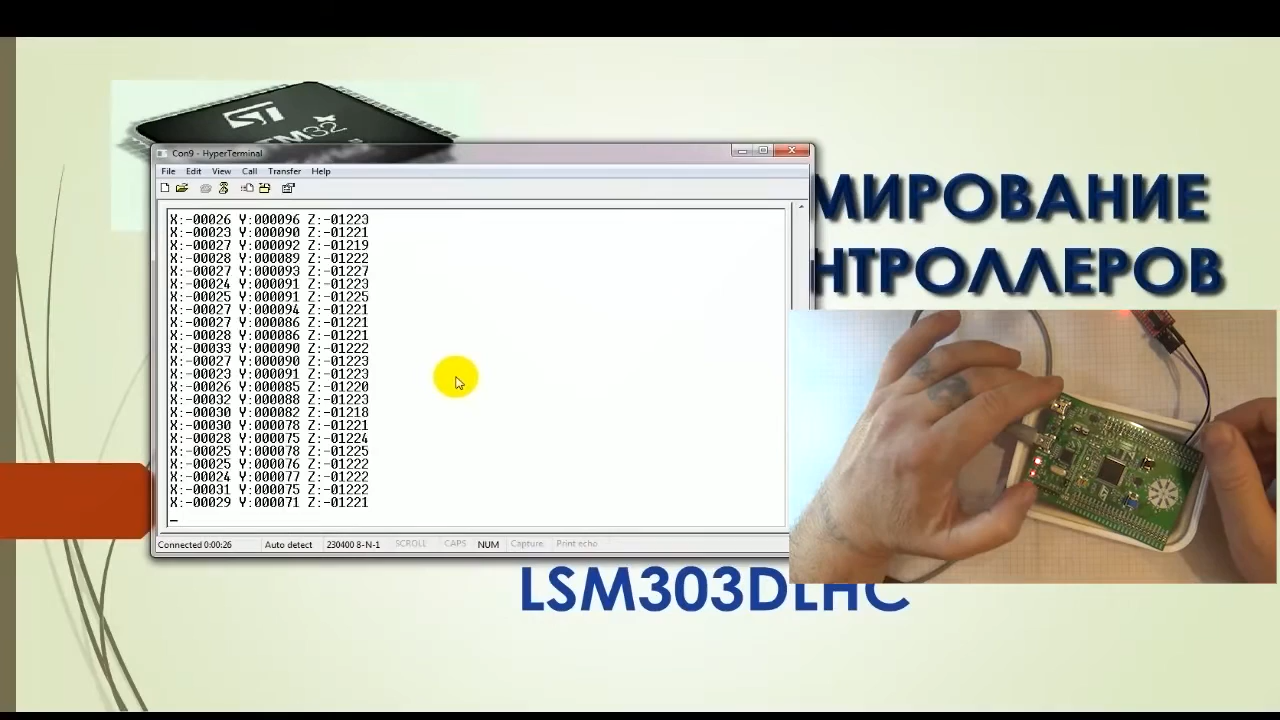 ST
STM32
МИРОВАНИЕ
НТРОЛЛЕРОВ
Con9 - HyperTerminal
File Edit View Call Transfer Help
X:-00026 Y:000096 Z:-01223
X:-00023 Y:000090 Z:-01221
X:-00027 Y:000092 Z:-01219
X:-00028 Y:000089 Z:-01222
X:-00027 Y:000093 Z:-01227
X:-00024 Y:000091 Z:-01223
X:-00025 Y:000091 Z:-01225
X:-00027 Y:000094 Z:-01221
X:-00027 Y:000086 Z:-01221
X:-00028 Y:000086 Z:-01221
X:-00033 Y:000090 Z:-01222
X:-00027 Y:000090 Z:-01223
X:-00023 Y:000091 Z:-01223
X:-00026 Y:000085 Z:-01220
X:-00032 Y:000088 Z:-01223
X:-00030 Y:000082 Z:-01218
X:-00030 Y:000078 Z:-01221
X:-00028 Y:000075 Z:-01224
X:-00025 Y:000078 Z:-01225
X:-00025 Y:000076 Z:-01222
X:-00024 Y:000077 Z:-01222
X:-00031 Y:000075 Z:-01222
X:-00029 Y:000071 Z:-01221
Connected 0:00:26 Auto detect 230400 8-N-1 SCROLL CAPS NUM Capture Print echo
LSM303DLHC